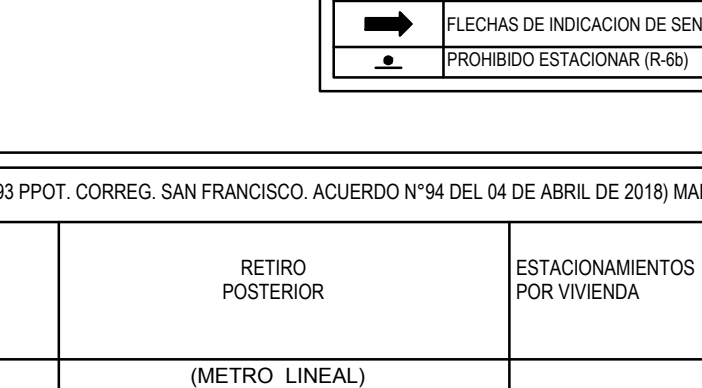 FLECHAS DE INDICACION DE SEN
PROHIBIDO ESTACIONAR (R-6b)
93 PPOT. CORREG. SAN FRANCISCO. ACUERDO N°94 DEL 04 DE ABRIL DE 2018) MA
RETIRO
POSTERIOR
ESTACIONAMIENTOS
POR VIVIENDA
(METRO LINEAL)